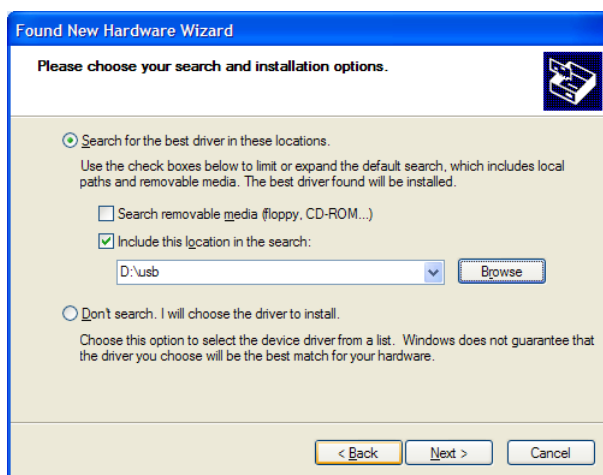 Found New Hardware Wizard
Please choose your search and installation options.
Search for the best driver in these locations.
Use the check boxes below to limit or expand the default search, which includes local
paths and removable media. The best driver found will be installed.
Search removable media (floppy, CD-ROM...)
Include this location in the search:
D:\usb
Browse
Don't search. I will choose the driver to install.
Choose this option to select the device driver from a list. Windows does not guarantee that
the driver you choose will be the best match for your hardware.
< Back Next > Cancel